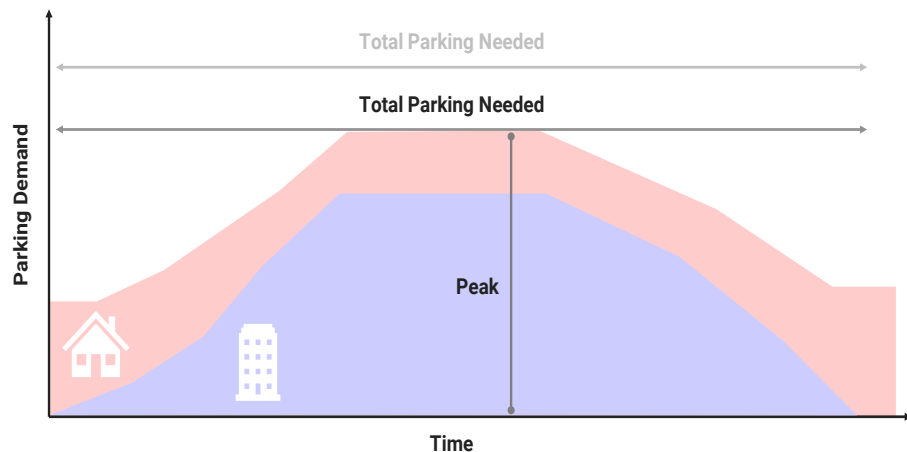 Total Parking Needed
Total Parking Needed
Parking Demand
Peak
Time